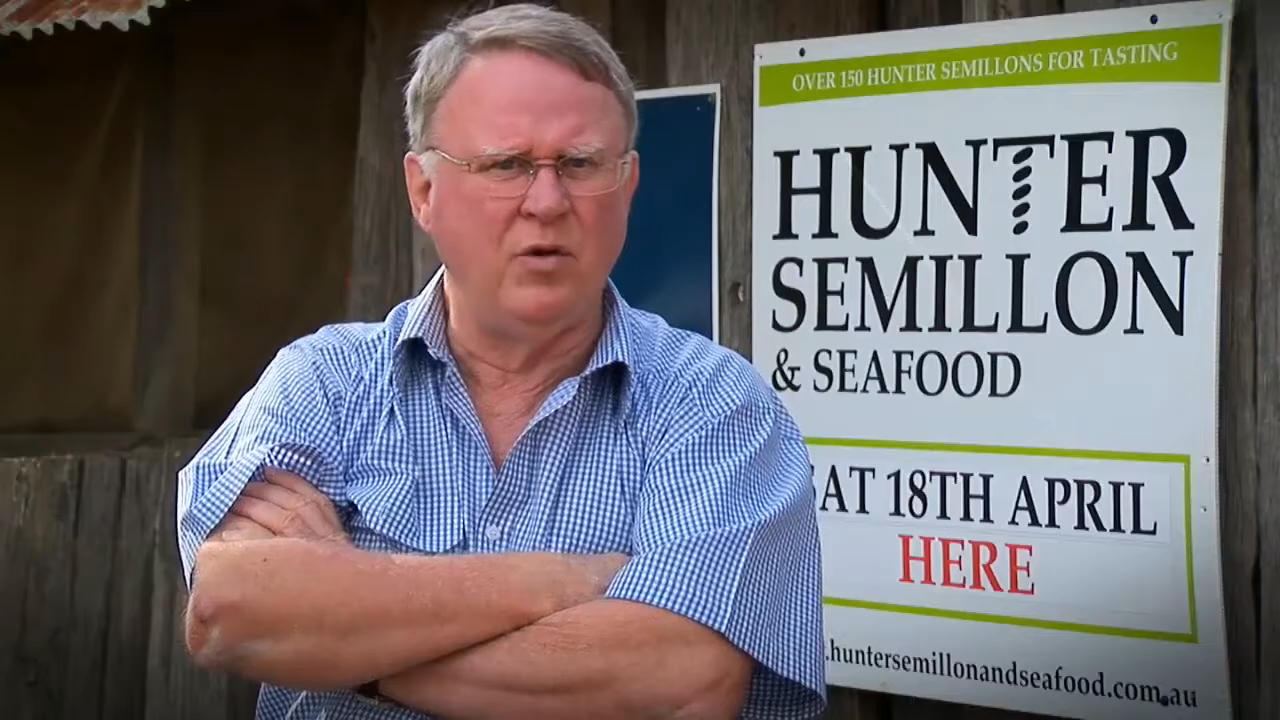 OVER 150 HUNTER SEMILLONS FOR TASTING
HUNTER
SEMILLON
& SEAFOOD
SAT 18TH APRIL
HERE
.huntersemillonandseafood.com.au